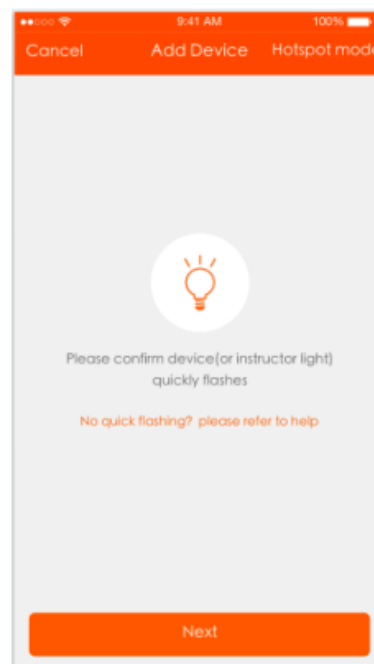 9:41 AM 100%
Cancel Add Device Hotspot mode
Please confirm device(or instructor light)
quickly flashes
No quick flashing? please refer to help
Next